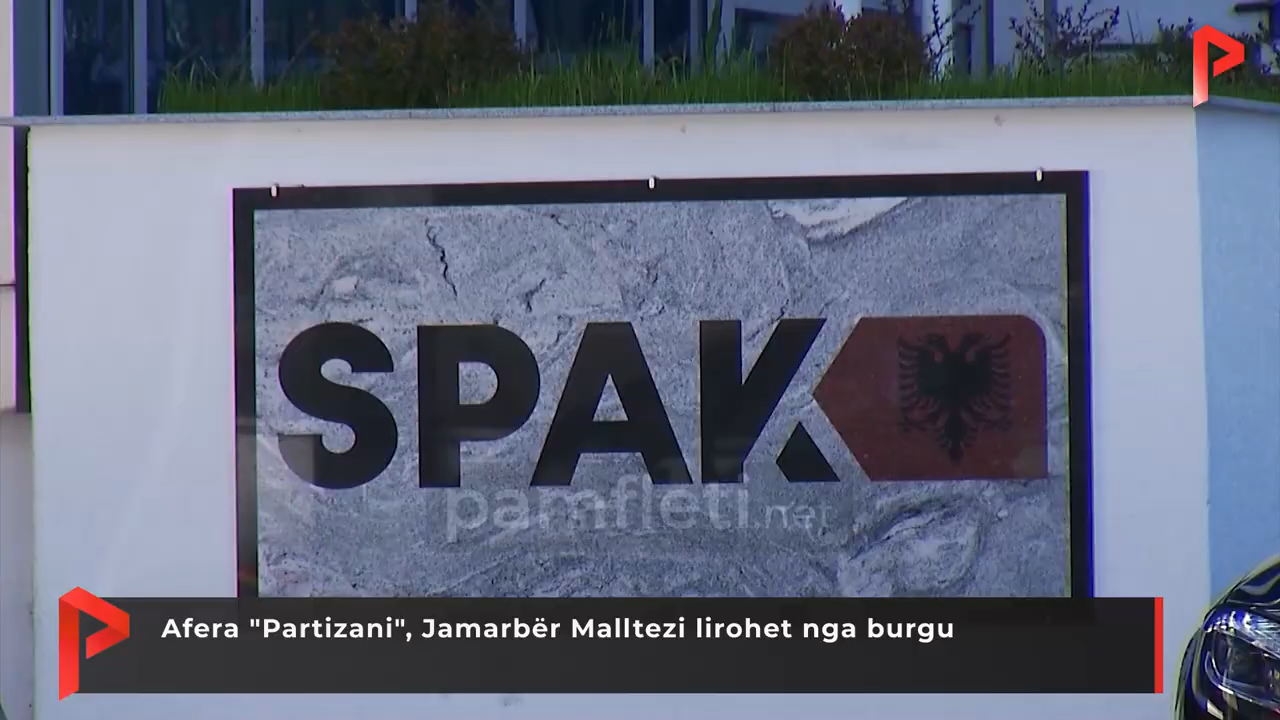 SPAK
pamfleti.net
Afera "Partizani", Jamarbër Malltezi lirohet nga burgu